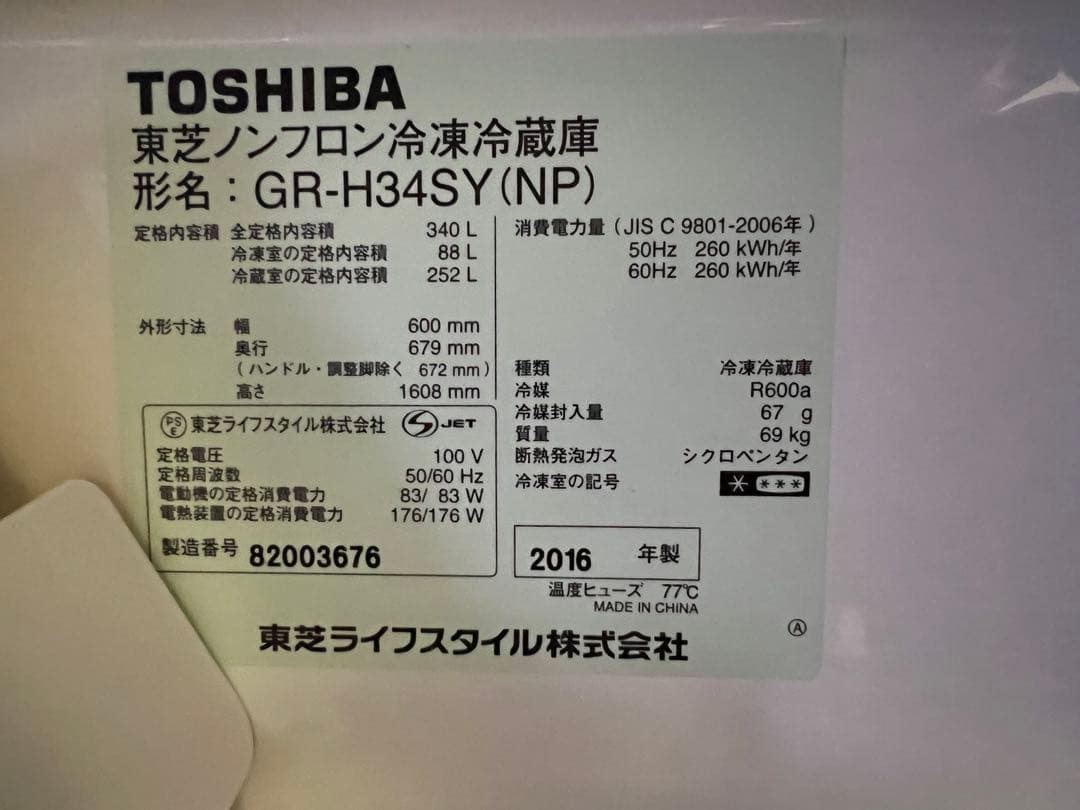 TOSHIBA
東芝ノンフロン冷凍冷蔵庫
形名：GR-H34SY(NP)
定格内容積 全定格内容積 340 L
冷凍室の定格内容積 88 L
冷蔵室の定格内容積 252 L
外形寸法 幅 600 mm
奥行 679 mm
(ハンドル・調整脚除く 672 mm)
高さ 1608 mm
PSE 東芝ライフスタイル株式会社 S JET
定格電圧 100 V
定格周波数 50/60 Hz
電動機の定格消費電力 83/ 83 W
電熱装置の定格消費電力 176/176 W
製造番号 82003676
消費電力量 (JIS C 9801-2006年)
50Hz 260 kWh/年
60Hz 260 kWh/年
種類 冷凍冷蔵庫
冷媒 R600a
冷媒封入量 67 g
質量 69 kg
断熱発泡ガス シクロペンタン
冷凍室の記号 * ***
2016 年製
温度ヒューズ 77℃
MADE IN CHINA
東芝ライフスタイル株式会社
Ⓐ